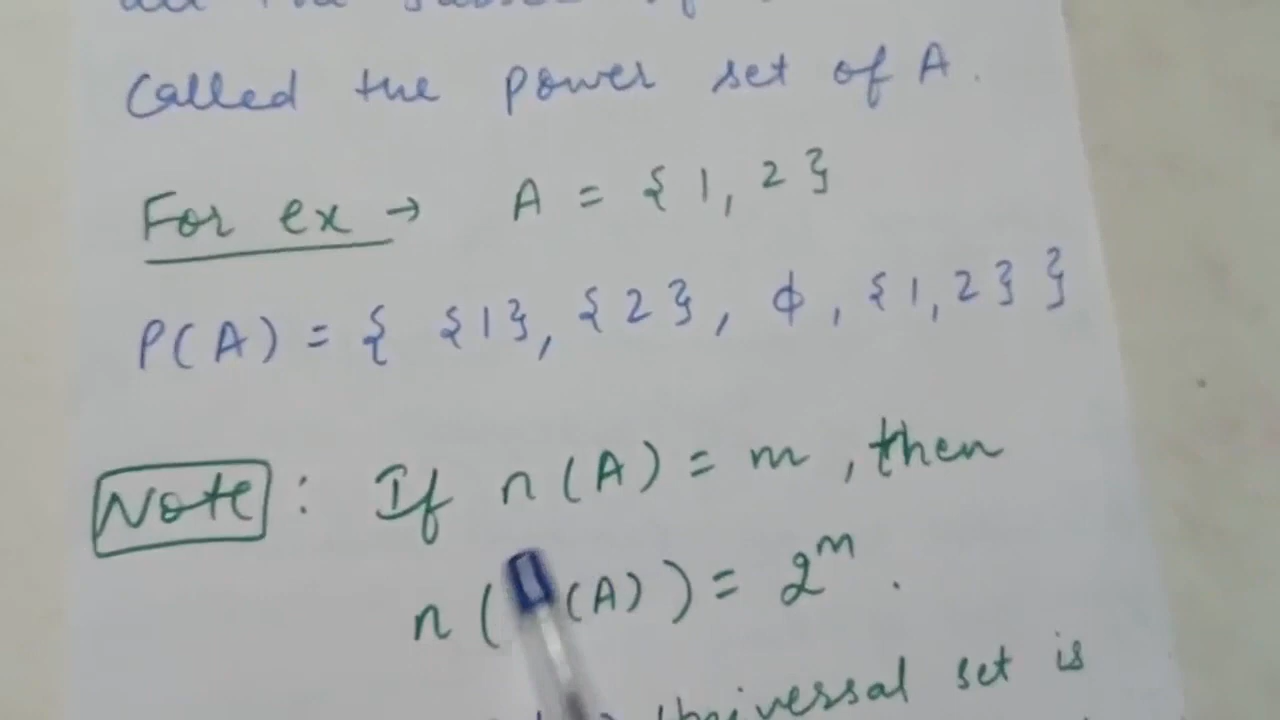 called the power set of A.
For ex → A = {1, 2}
P(A) = { {1}, {2}, ϕ, {1, 2} }
Note : If n(A) = m, then
n( (A)) = 2^m.
Universal set is